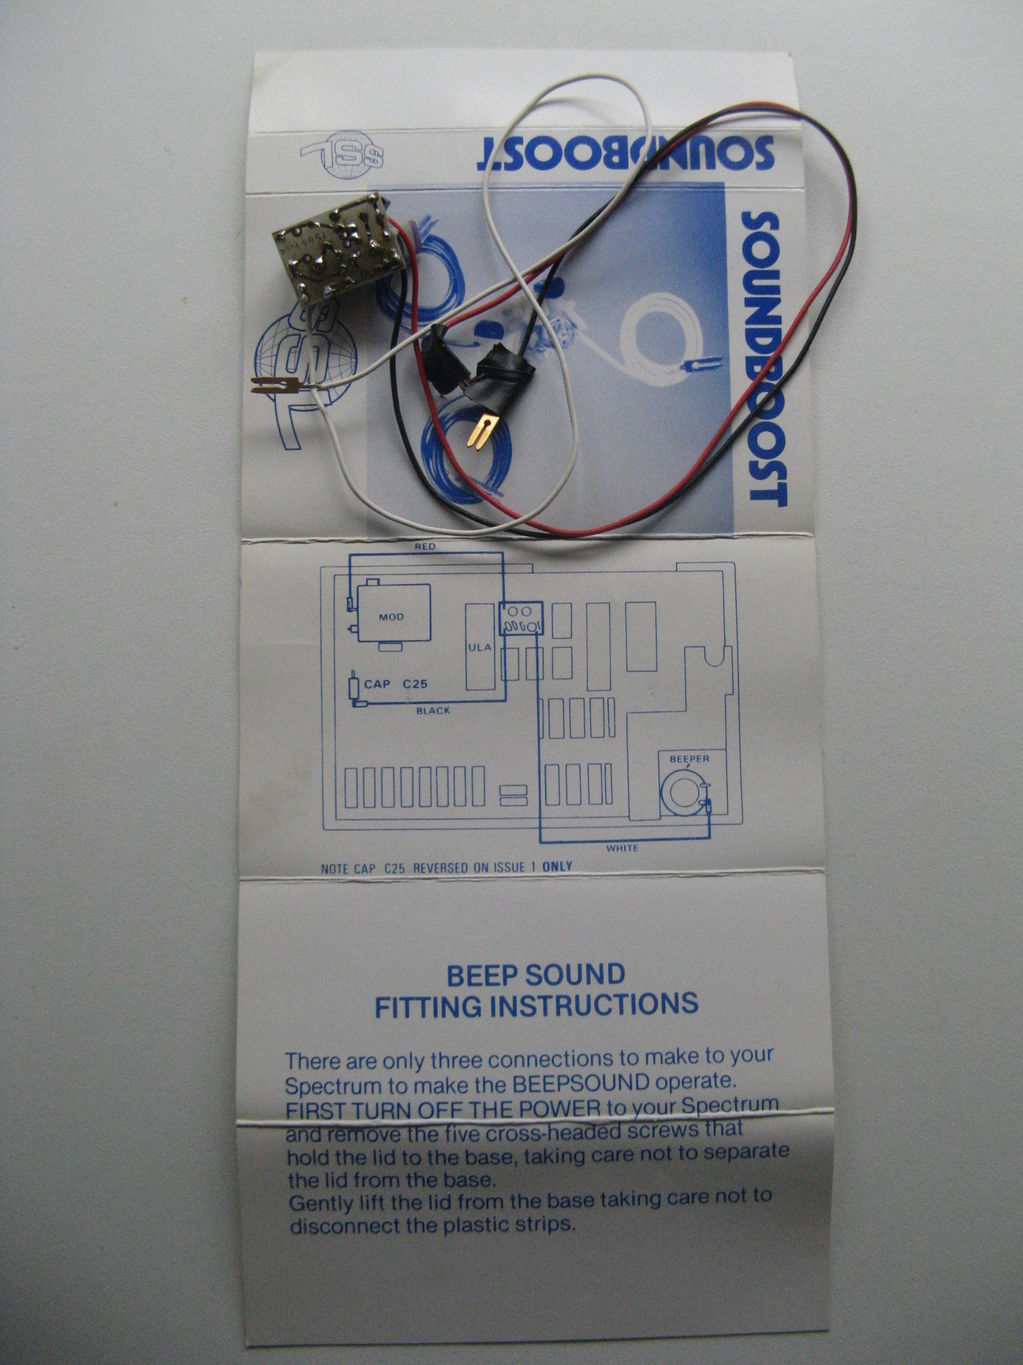 SOUNDBOOST
SOUNDBOOST
RED
MOD
ULA
CAP C25
BLACK
BEEPER
WHITE
NOTE CAP C25 REVERSED ON ISSUE 1 ONLY
BEEP SOUND
FITTING INSTRUCTIONS
There are only three connections to make to your
Spectrum to make the BEEPSOUND operate.
FIRST TURN OFF THE POWER to your Spectrum
and remove the five cross-headed screws that
hold the lid to the base, taking care not to separate
the lid from the base.
Gently lift the lid from the base taking care not to
disconnect the plastic strips.